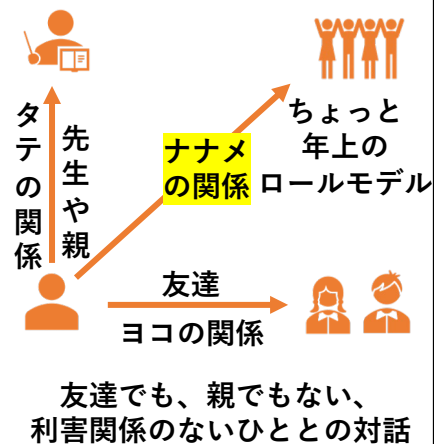 タテの関係
先生や親
ナナメ
の関係
ちょっと
年上の
ロールモデル
友達
ヨコの関係
友達でも、親でもない、
利害関係のないひととの対話